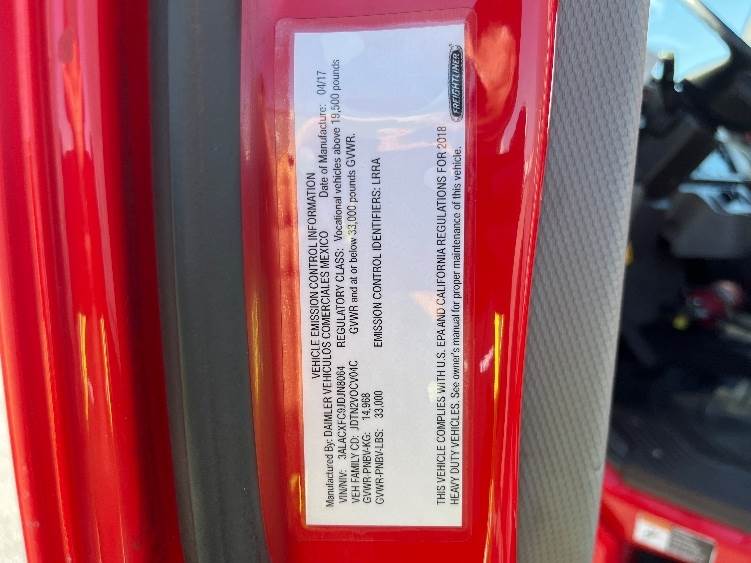 VEHICLE EMISSION CONTROL INFORMATION
Manufactured By: DAIMLER VEHICULOS COMERCIALES MEXICO Date of Manufacture: 04/17
VIN/NIV: 3ALACXFC9JDJN8064 REGULATORY CLASS: Vocational vehicles above 19,500 pounds
VEH FAMILY CD: JDTN2VOCV04C GVWR and at or below 33,000 pounds GVWR.
GVWR-PNBV-KG: 14,968
GVWR-PNBV-LBS: 33,000 EMISSION CONTROL IDENTIFIERS: LRRA
THIS VEHICLE COMPLIES WITH U.S. EPA AND CALIFORNIA REGULATIONS FOR 2018
HEAVY DUTY VEHICLES. See owner's manual for proper maintenance of this vehicle.
FREIGHTLINER